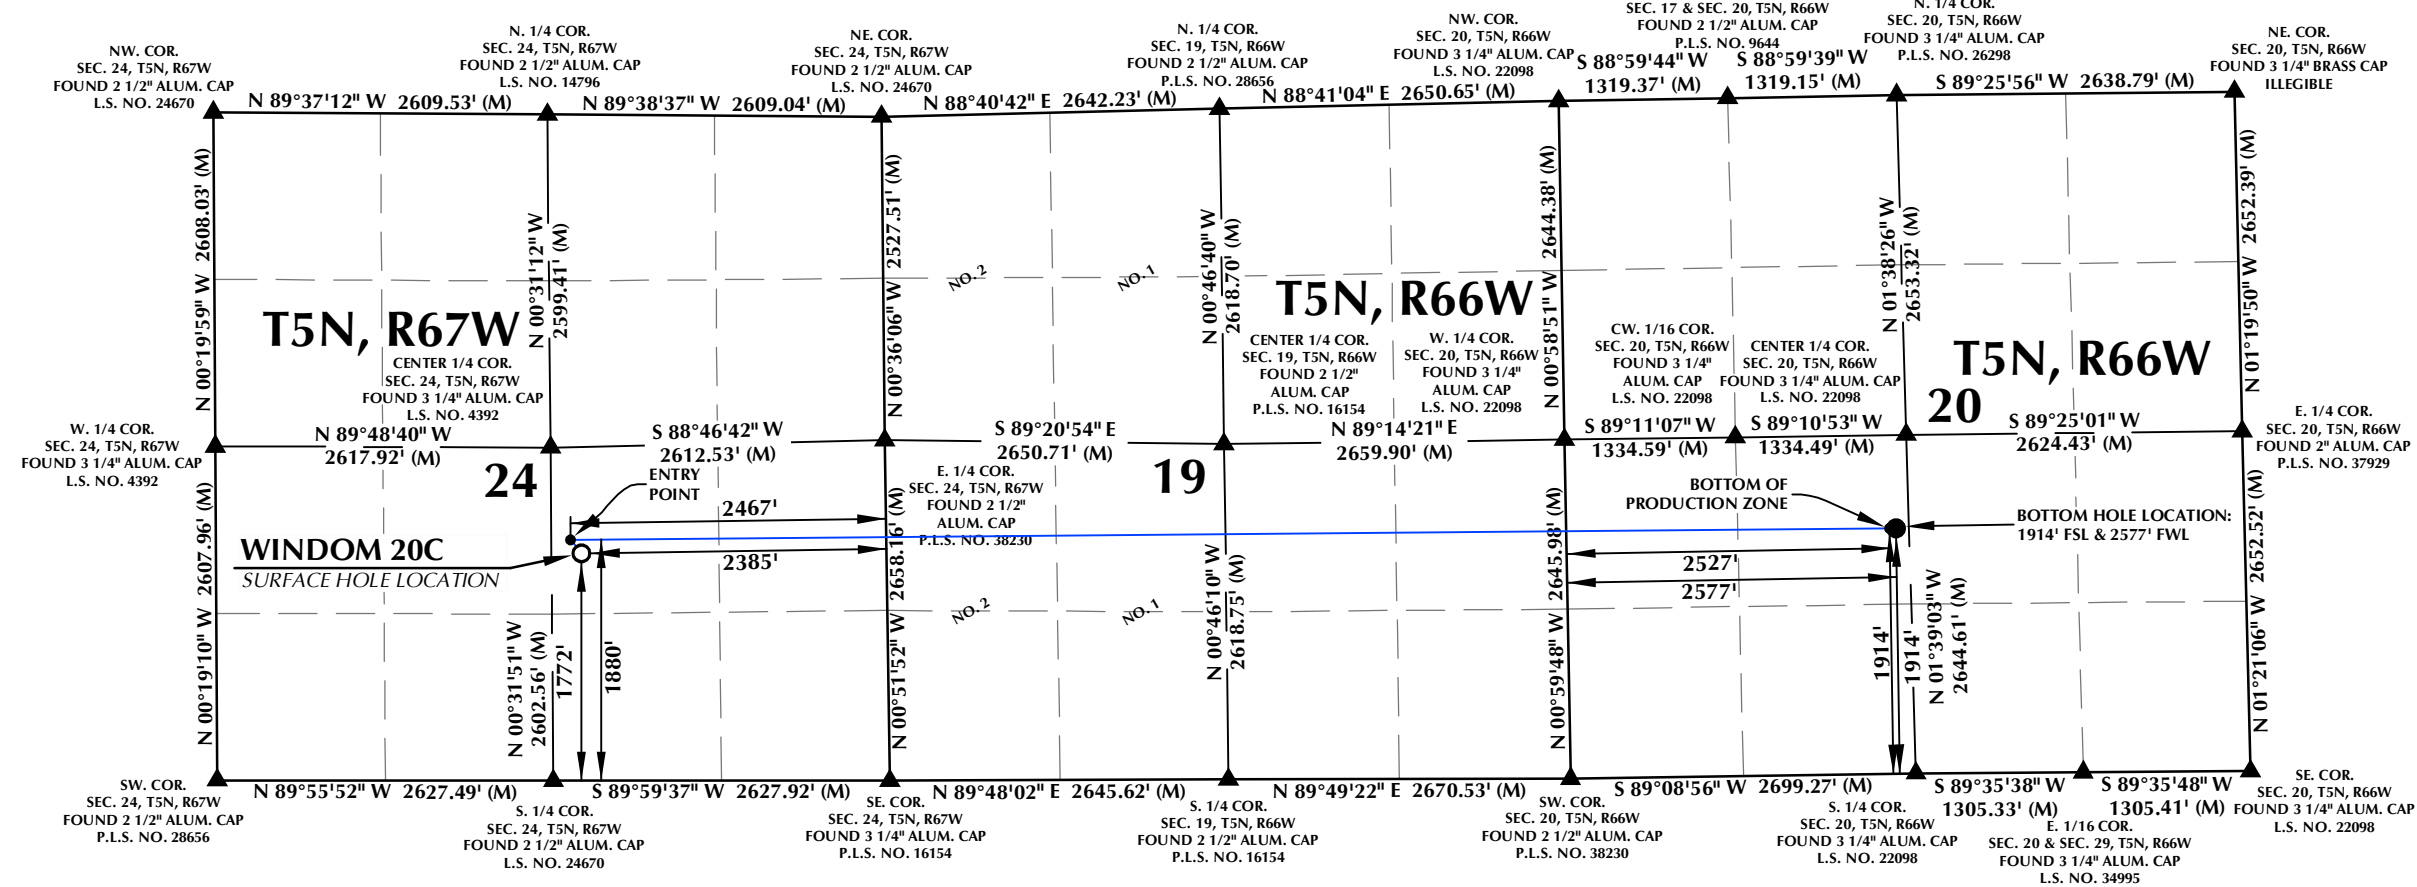 NW. COR.
SEC. 24, T5N, R67W
FOUND 2 1/2" ALUM. CAP
L.S. NO. 24670
N. 1/4 COR.
SEC. 24, T5N, R67W
FOUND 2 1/2" ALUM. CAP
L.S. NO. 14796
NE. COR.
SEC. 24, T5N, R67W
FOUND 2 1/2" ALUM. CAP
L.S. NO. 24670
N. 1/4 COR.
SEC. 19, T5N, R66W
FOUND 2 1/2" ALUM. CAP
P.L.S. NO. 28656
NW. COR.
SEC. 20, T5N, R66W
FOUND 3 1/4" ALUM. CAP
L.S. NO. 22098
SEC. 17 & SEC. 20, T5N, R66W
FOUND 2 1/2" ALUM. CAP
P.L.S. NO. 9644
N. 1/4 COR.
SEC. 20, T5N, R66W
FOUND 3 1/4" ALUM. CAP
P.L.S. NO. 26298
NE. COR.
SEC. 20, T5N, R66W
FOUND 3 1/4" BRASS CAP
ILLEGIBLE
N 89°37'12" W 2609.53' (M)
N 89°38'37" W 2609.04' (M)
N 88°40'42" E 2642.23' (M)
N 88°41'04" E 2650.65' (M)
S 88°59'44" W
1319.37' (M)
S 88°59'39" W
1319.15' (M)
S 89°25'56" W 2638.79' (M)
N 00°19'59" W 2608.03' (M)
N 00°31'12" W
2599.41' (M)
N 00°36'06" W 2527.51' (M)
N 00°46'40" W
2618.70' (M)
N 00°58'51" W 2644.38' (M)
N 01°38'26" W
2653.32' (M)
N 01°19'50" W 2652.39' (M)
NO.2
NO.1
T5N, R67W
T5N, R66W
T5N, R66W
CENTER 1/4 COR.
SEC. 24, T5N, R67W
FOUND 3 1/4" ALUM. CAP
L.S. NO. 4392
CENTER 1/4 COR.
SEC. 19, T5N, R66W
FOUND 2 1/2"
ALUM. CAP
P.L.S. NO. 16154
W. 1/4 COR.
SEC. 20, T5N, R66W
FOUND 3 1/4"
ALUM. CAP
L.S. NO. 22098
CW. 1/16 COR.
SEC. 20, T5N, R66W
FOUND 3 1/4"
ALUM. CAP
L.S. NO. 22098
CENTER 1/4 COR.
SEC. 20, T5N, R66W
FOUND 3 1/4" ALUM. CAP
L.S. NO. 22098
W. 1/4 COR.
SEC. 24, T5N, R67W
FOUND 3 1/4" ALUM. CAP
L.S. NO. 4392
N 89°48'40" W
2617.92' (M)
S 88°46'42" W
2612.53' (M)
S 89°20'54" E
2650.71' (M)
N 89°14'21" E
2659.90' (M)
S 89°11'07" W
1334.59' (M)
S 89°10'53" W
1334.49' (M)
S 89°25'01" W
2624.43' (M)
E. 1/4 COR.
SEC. 20, T5N, R66W
FOUND 2" ALUM. CAP
P.L.S. NO. 37929
24
19
20
ENTRY
POINT
E. 1/4 COR.
SEC. 24, T5N, R67W
FOUND 2 1/2"
ALUM. CAP
P.L.S. NO. 38230
2467'
2385'
WINDOM 20C
SURFACE HOLE LOCATION
BOTTOM OF
PRODUCTION ZONE
BOTTOM HOLE LOCATION:
1914' FSL & 2577' FWL
2527'
2577'
N 00°19'10" W 2607.96' (M)
N 00°31'51" W
2602.56' (M)
1772'
1880'
N 00°51'52" W 2658.16' (M)
NO.2
NO.1
N 00°46'10" W
2618.75' (M)
N 00°59'48" W 2645.98' (M)
1914'
1914'
N 01°39'03" W
2644.61' (M)
N 01°21'06" W 2652.52' (M)
N 89°55'52" W 2627.49' (M)
S 89°59'37" W 2627.92' (M)
N 89°48'02" E 2645.62' (M)
N 89°49'22" E 2670.53' (M)
S 89°08'56" W 2699.27' (M)
S 89°35'38" W
1305.33' (M)
S 89°35'48" W
1305.41' (M)
SW. COR.
SEC. 24, T5N, R67W
FOUND 2 1/2" ALUM. CAP
P.L.S. NO. 28656
S. 1/4 COR.
SEC. 24, T5N, R67W
FOUND 2 1/2" ALUM. CAP
L.S. NO. 24670
SE. COR.
SEC. 24, T5N, R67W
FOUND 3 1/4" ALUM. CAP
P.L.S. NO. 16154
S. 1/4 COR.
SEC. 19, T5N, R66W
FOUND 2 1/2" ALUM. CAP
P.L.S. NO. 16154
SW. COR.
SEC. 20, T5N, R66W
FOUND 2 1/2" ALUM. CAP
P.L.S. NO. 38230
S. 1/4 COR.
SEC. 20, T5N, R66W
FOUND 3 1/4" ALUM. CAP
L.S. NO. 22098
E. 1/16 COR.
SEC. 20 & SEC. 29, T5N, R66W
FOUND 3 1/4" ALUM. CAP
L.S. NO. 34995
SE. COR.
SEC. 20, T5N, R66W
FOUND 3 1/4" ALUM. CAP
L.S. NO. 22098